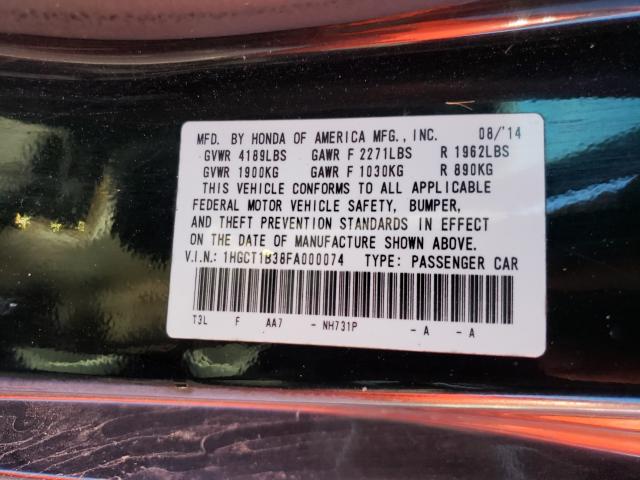 MFD. BY HONDA OF AMERICA MFG., INC. 08/'14
GVWR 4189LBS GAWR F 2271LBS R 1962LBS
GVWR 1900KG GAWR F 1030KG R 890KG
THIS VEHICLE CONFORMS TO ALL APPLICABLE
FEDERAL MOTOR VEHICLE SAFETY, BUMPER,
AND THEFT PREVENTION STANDARDS IN EFFECT
ON THE DATE OF MANUFACTURE SHOWN ABOVE.
V.I.N.: 1HGCT1B38FA000074 TYPE: PASSENGER CAR
T3L F AA7 - NH731P - A - A